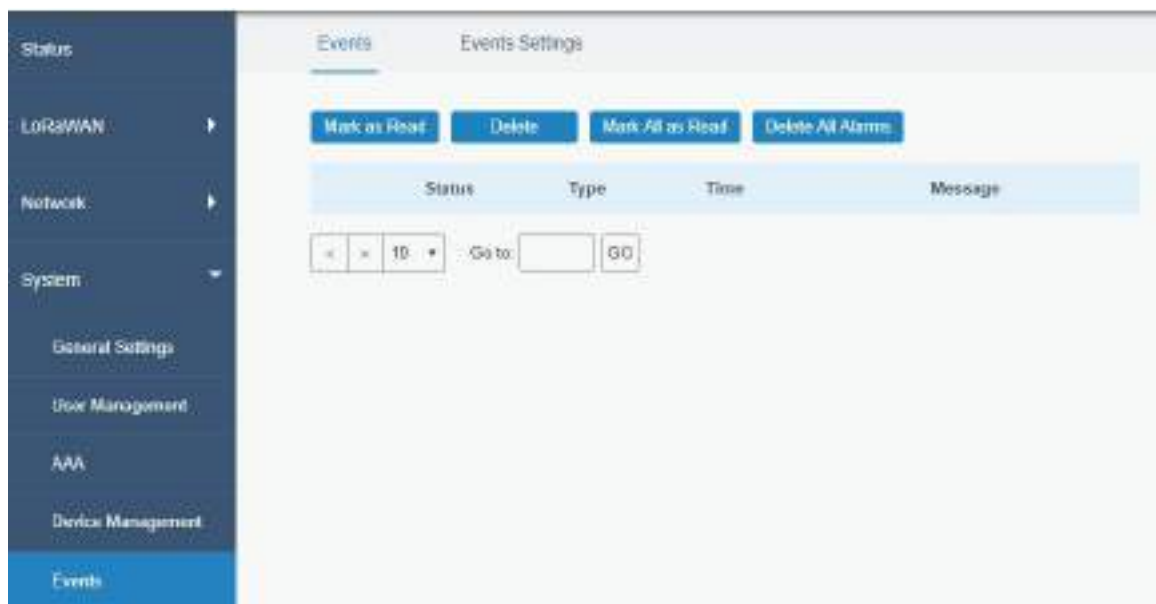 Status
LoRaWAN
Network
System
General Settings
User Management
AAA
Device Management
Events
Events Events Settings
Mark as Read Delete Mark All as Read Delete All Alarms
Status Type Time Message
< > 10 Go to: GO